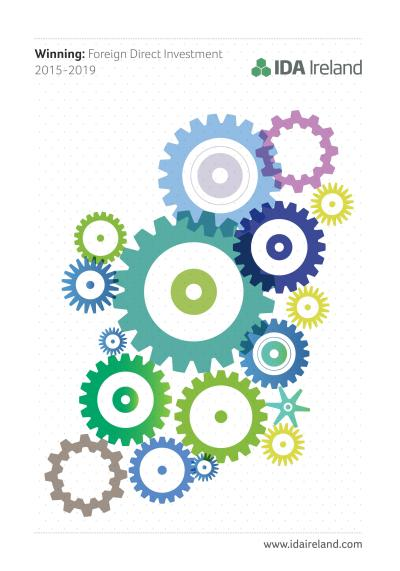 Winning: Foreign Direct Investment
2015-2019
IDA Ireland
www.idaireland.com